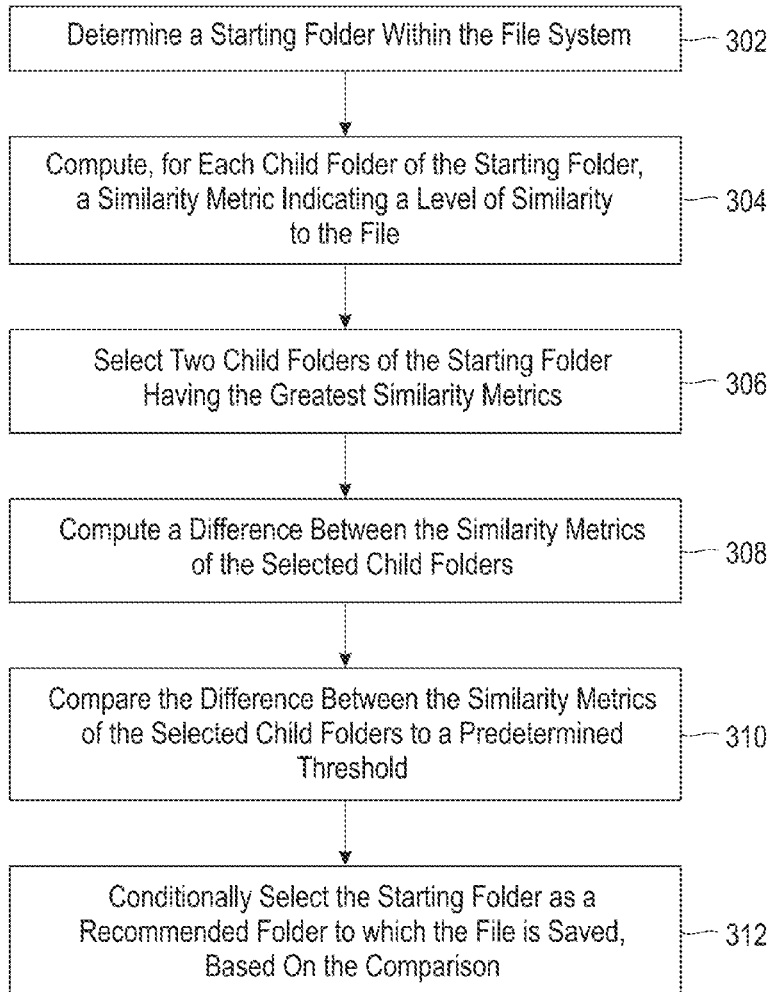 Determine a Starting Folder Within the File System
302
Compute, for Each Child Folder of the Starting Folder,
a Similarity Metric Indicating a Level of Similarity
to the File
304
Select Two Child Folders of the Starting Folder
Having the Greatest Similarity Metrics
306
Compute a Difference Between the Similarity Metrics
of the Selected Child Folders
308
Compare the Difference Between the Similarity Metrics
of the Selected Child Folders to a Predetermined
Threshold
310
Conditionally Select the Starting Folder as a
Recommended Folder to which the File is Saved,
Based On the Comparison
312